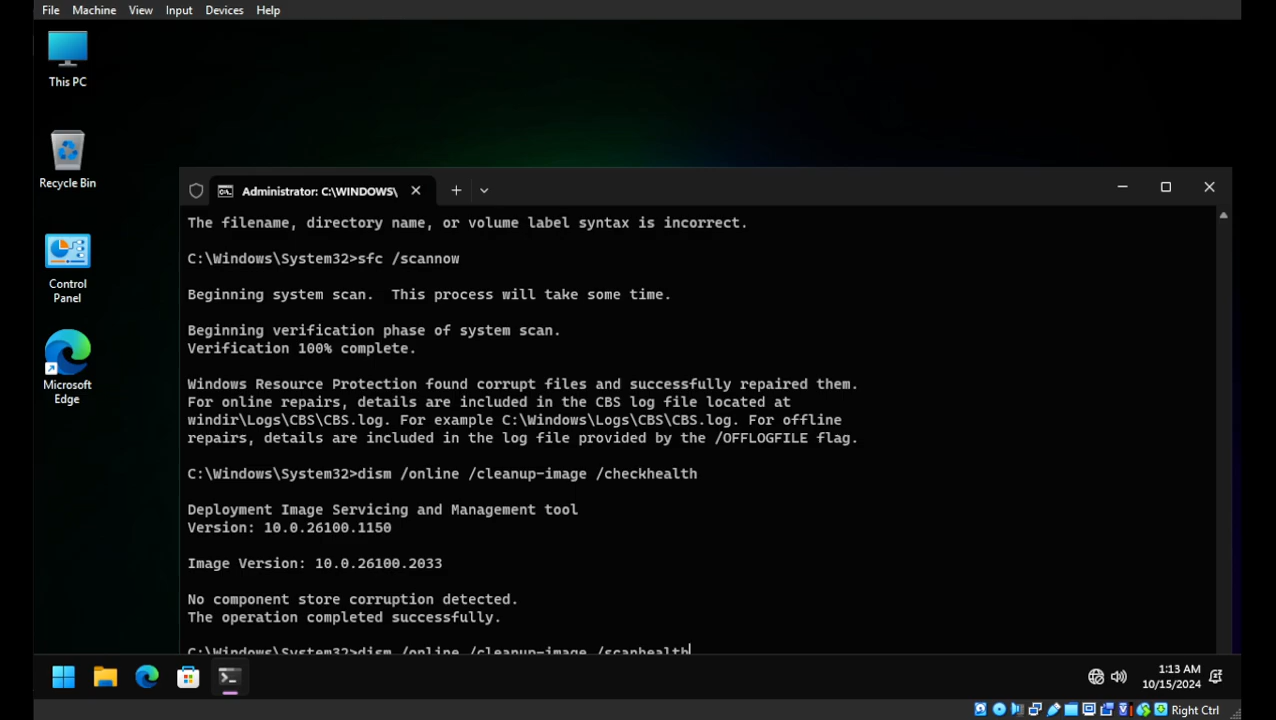 File Machine View Input Devices Help
This PC
Recycle Bin
Control
Panel
Microsoft
Edge
Administrator: C:\WINDOWS\
The filename, directory name, or volume label syntax is incorrect.
C:\Windows\System32>sfc /scannow
Beginning system scan.  This process will take some time.
Beginning verification phase of system scan.
Verification 100% complete.
Windows Resource Protection found corrupt files and successfully repaired them.
For online repairs, details are included in the CBS log file located at
windir\Logs\CBS\CBS.log. For example C:\Windows\Logs\CBS\CBS.log. For offline
repairs, details are included in the log file provided by the /OFFLOGFILE flag.
C:\Windows\System32>dism /online /cleanup-image /checkhealth
Deployment Image Servicing and Management tool
Version: 10.0.26100.1150
Image Version: 10.0.26100.2033
No component store corruption detected.
The operation completed successfully.
C:\Windows\System32>dism /online /cleanup-image /scanhealth
1:13 AM
10/15/2024
Right Ctrl